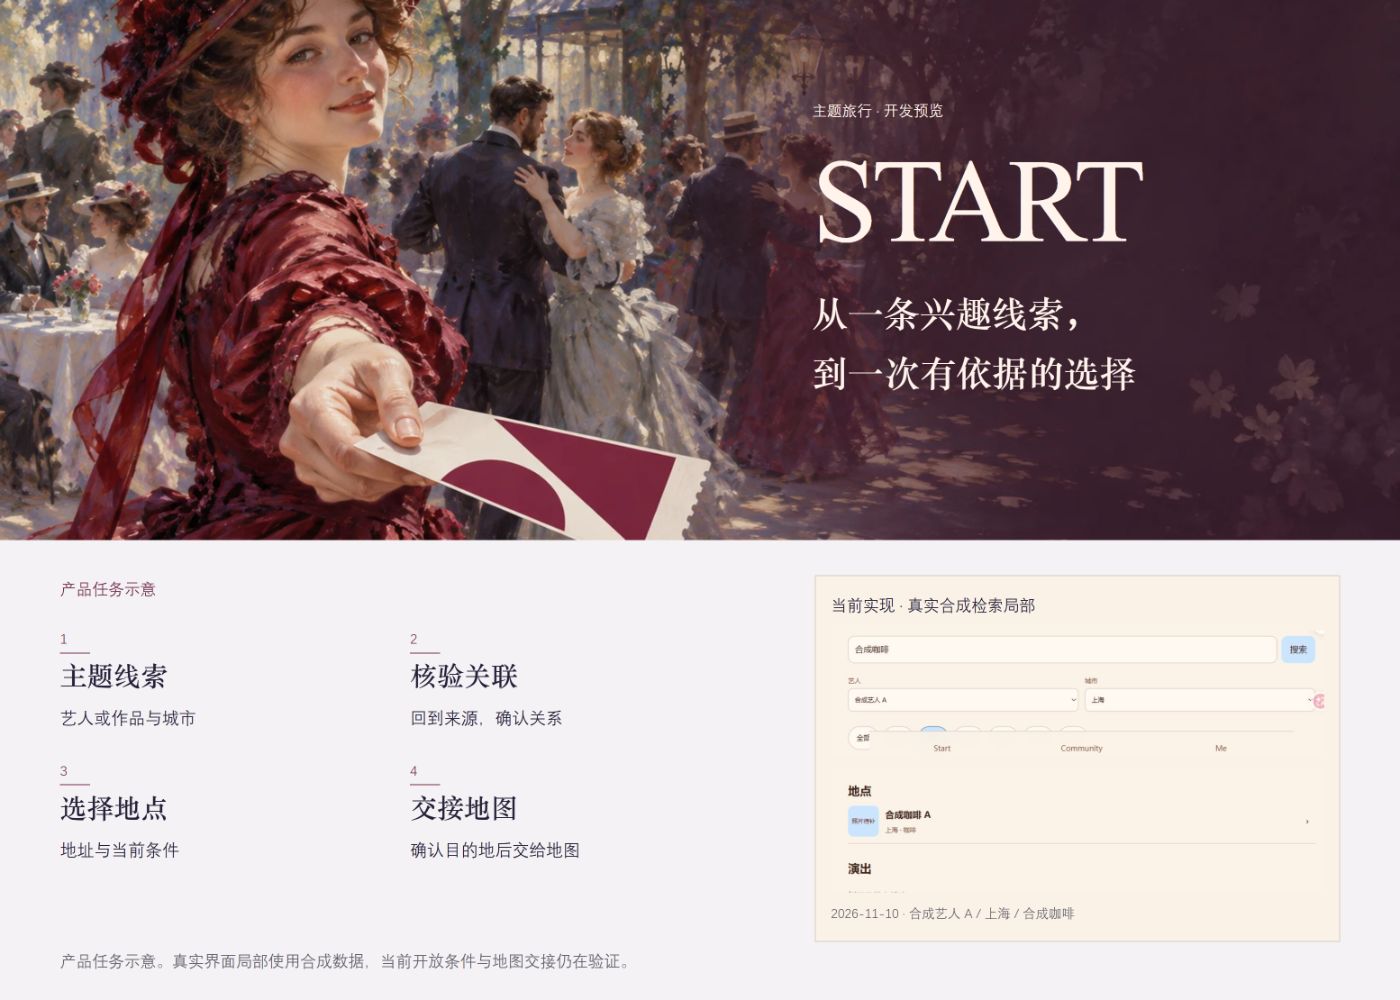 主题旅行 · 开发预览
START
从一条兴趣线索，
到一次有依据的选择
产品任务示意
1
主题线索
艺人或作品与城市
2
核验关联
回到来源，确认关系
3
选择地点
地址与当前条件
4
交接地图
确认目的地后交给地图
当前实现 · 真实合成检索局部
合成咖啡
搜索
艺人
城市
合成艺人 A
上海
全部
Start
Community
Me
地点
照片待补
合成咖啡 A
上海 · 咖啡
演出
2026-11-10 · 合成艺人 A / 上海 / 合成咖啡
产品任务示意。真实界面局部使用合成数据，当前开放条件与地图交接仍在验证。